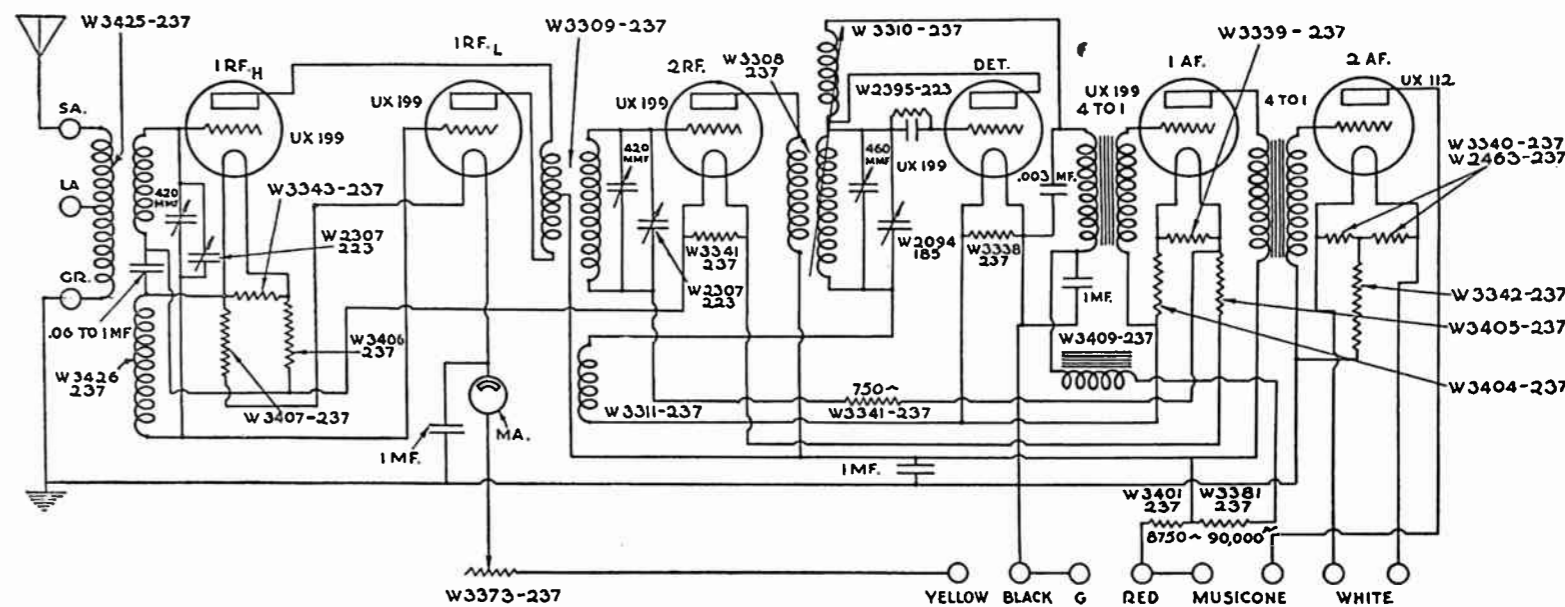 W3425-237
1RF.H
1RF.L
W3309-237
2RF.
W3308
237
W 3310-237
W2395-223
DET.
W3339-237
1 AF.
2 AF.
UX 112
UX 199
UX 199
UX 199
UX 199
UX 199
4 TO 1
4 TO 1
SA.
LA
GR.
420
MMF
W3343-237
W2307
223
.06 TO 1 MF
W3426
237
W3406
237
W3407-237
1 MF.
MA.
420
MMF
W3341
237
W2307
223
460
MMF
W2094
185
W3338
237
.003 MF.
1 MF.
W3409-237
W3340-237
W2463-237
W3342-237
W3405-237
W3404-237
W3311-237
750~
W3341-237
1 MF.
W3401
237
W3381
237
8750~
90,000~
W3373-237
YELLOW
BLACK
G
RED
MUSICONE
WHITE